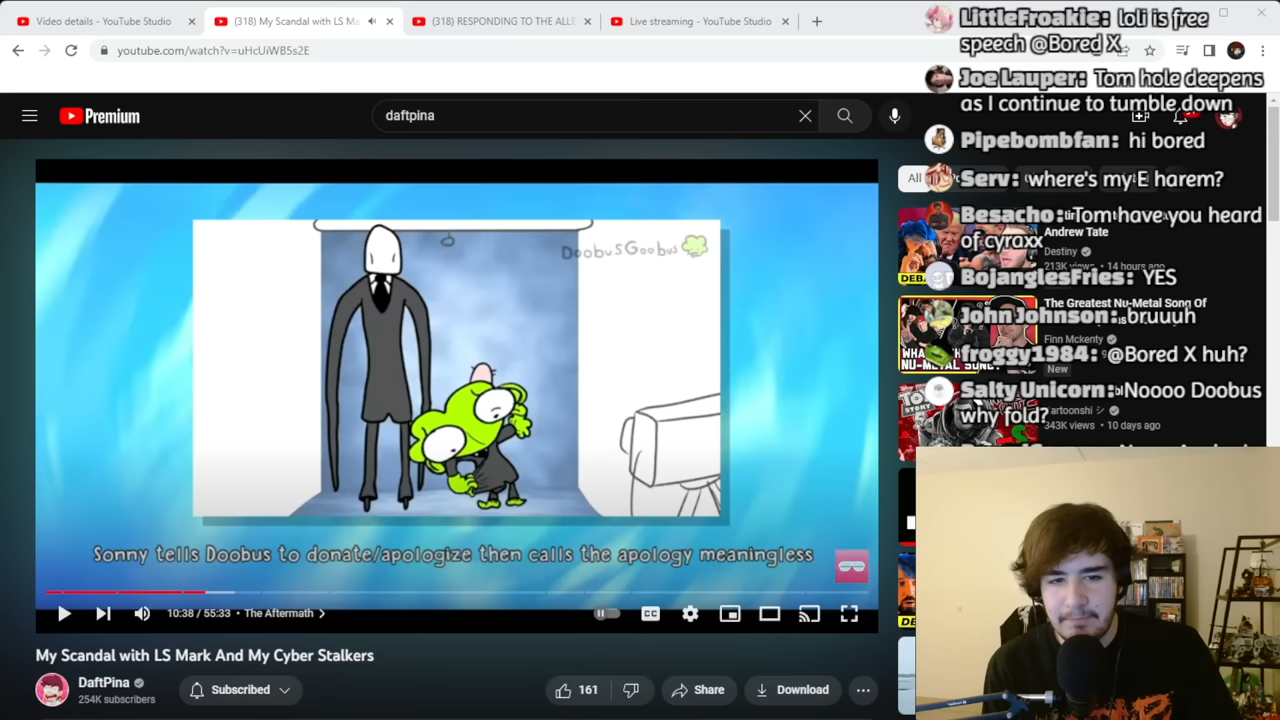 Video details - YouTube Studio
(318) My Scandal with LS Ma
(318) RESPONDING TO THE ALLE
Live streaming - YouTube Studio
youtube.com/watch?v=uHcUiWB5s2E
Premium
daftpina
DoobusGoobus
Sonny tells Doobus to donate/apologize then calls the apology meaningless
10:38 / 55:33 • The Aftermath
CC
My Scandal with LS Mark And My Cyber Stalkers
DaftPina
254K subscribers
Subscribed
161
Share
Download
LittleFroakie: loli is free
speech @Bored X
Joe Lauper: Tom hole deepens
as I continue to tumble down
Pipebombfan: hi bored
Serv: where's my E harem?
Besacho: Tom have you heard
of cyraxx
BojanglesFries: YES
John Johnson: bruuuh
froggy1984: @Bored X huh?
Salty Unicorn: Noooo Doobus
why fold?
All
Andrew Tate
Destiny
213K views • 14 hours ago
The Greatest Nu-Metal Song Of
Finn Mckenty
New
343K views • 10 days ago